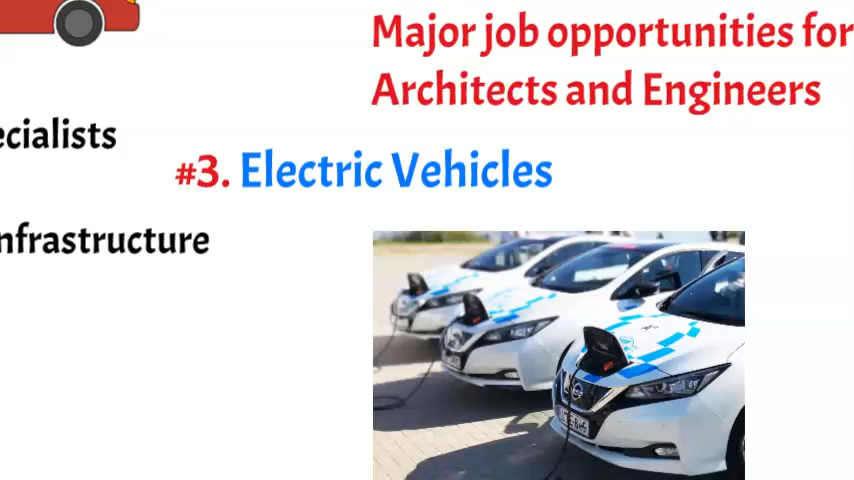 Major job opportunities for
Architects and Engineers
ecialists
#3. Electric Vehicles
nfrastructure